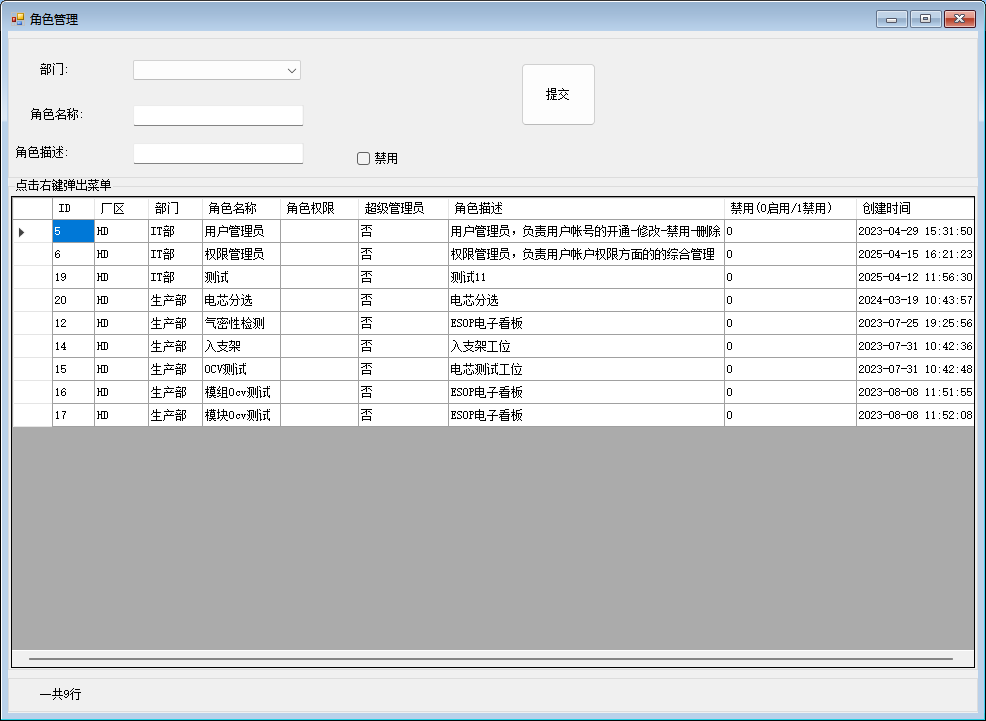 角色管理
部门:
提交
角色名称:
角色描述:
禁用
点击右键弹出菜单
ID 厂区 部门 角色名称 角色权限 超级管理员 角色描述 禁用(0启用/1禁用) 创建时间
5 HD IT部 用户管理员 否 用户管理员，负责用户帐号的开通-修改-禁用-删除 0 2023-04-29 15:31:50
6 HD IT部 权限管理员 否 权限管理员，负责用户帐户权限方面的的综合管理 0 2025-04-15 16:21:23
19 HD IT部 测试 否 测试11 0 2025-04-12 11:56:30
20 HD 生产部 电芯分选 否 电芯分选 0 2024-03-19 10:43:57
12 HD 生产部 气密性检测 否 ESOP电子看板 0 2023-07-25 19:25:56
14 HD 生产部 入支架 否 入支架工位 0 2023-07-31 10:42:36
15 HD 生产部 OCV测试 否 电芯测试工位 0 2023-07-31 10:42:48
16 HD 生产部 模组Ocv测试 否 ESOP电子看板 0 2023-08-08 11:51:55
17 HD 生产部 模块Ocv测试 否 ESOP电子看板 0 2023-08-08 11:52:08
一共9行